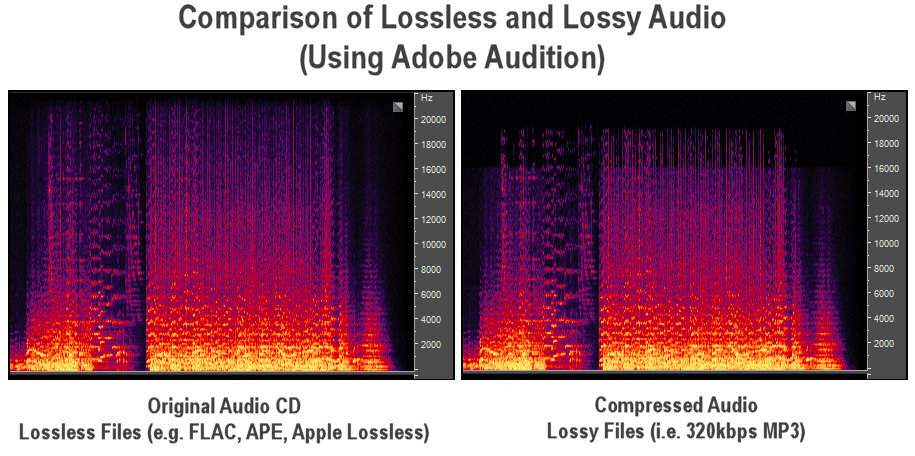 Comparison of Lossless and Lossy Audio
(Using Adobe Audition)
Hz
20000
18000
16000
14000
12000
10000
8000
6000
4000
2000
Hz
20000
18000
16000
14000
12000
10000
8000
6000
4000
2000
Original Audio CD
Lossless Files (e.g. FLAC, APE, Apple Lossless)
Compressed Audio
Lossy Files (i.e. 320kbps MP3)